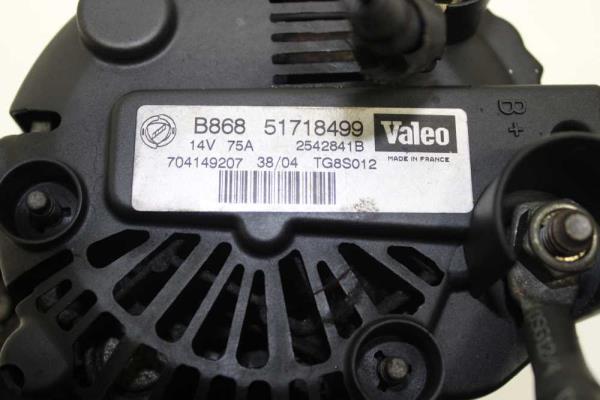 B868 51718499 Valeo
14V 75A 2542841B MADE IN FRANCE
704149207 38/04 TG8S012
B+